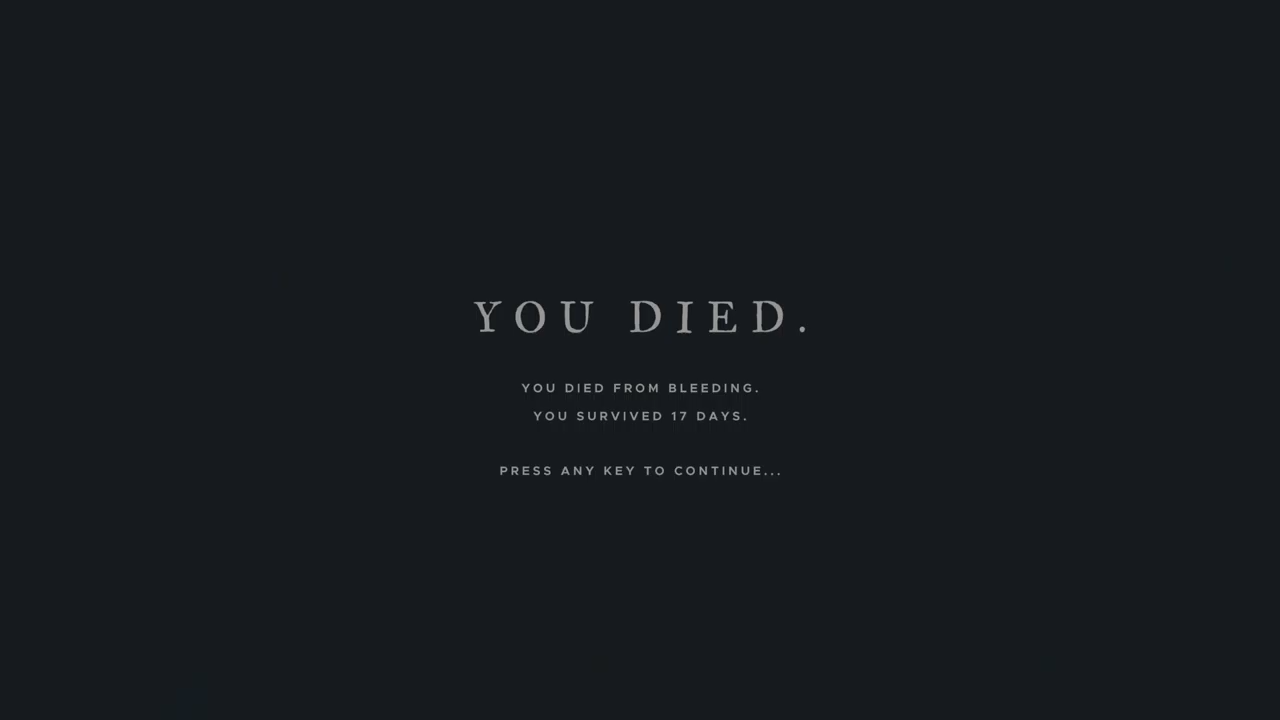 YOU DIED.
YOU DIED FROM BLEEDING.
YOU SURVIVED 17 DAYS.
PRESS ANY KEY TO CONTINUE...